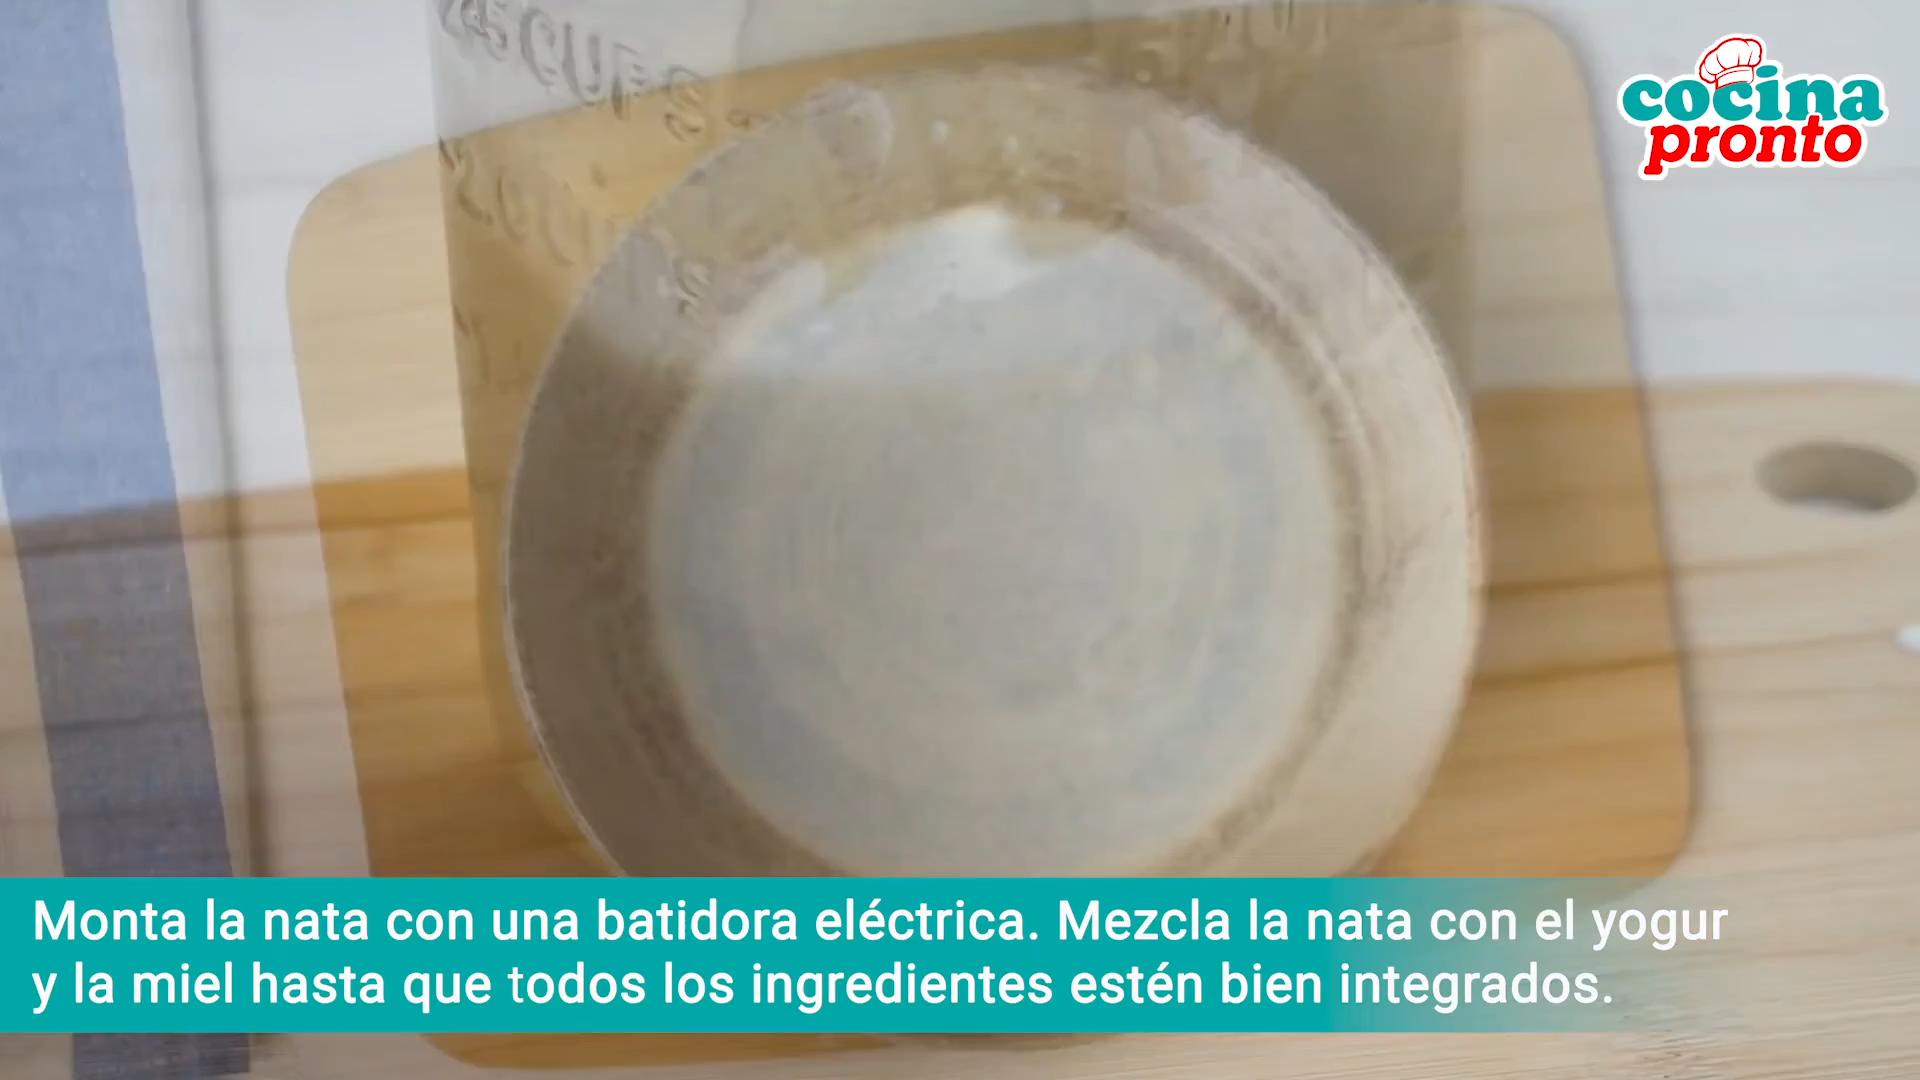 cocina
pronto
Monta la nata con una batidora eléctrica. Mezcla la nata con el yogur
y la miel hasta que todos los ingredientes estén bien integrados.